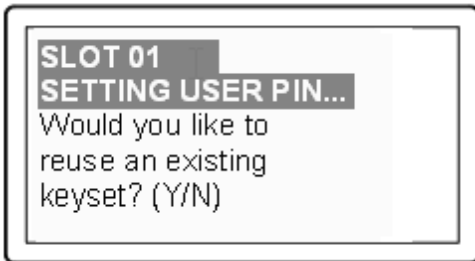 SLOT 01
SETTING USER PIN...
Would you like to
reuse an existing
keyset? (Y/N)